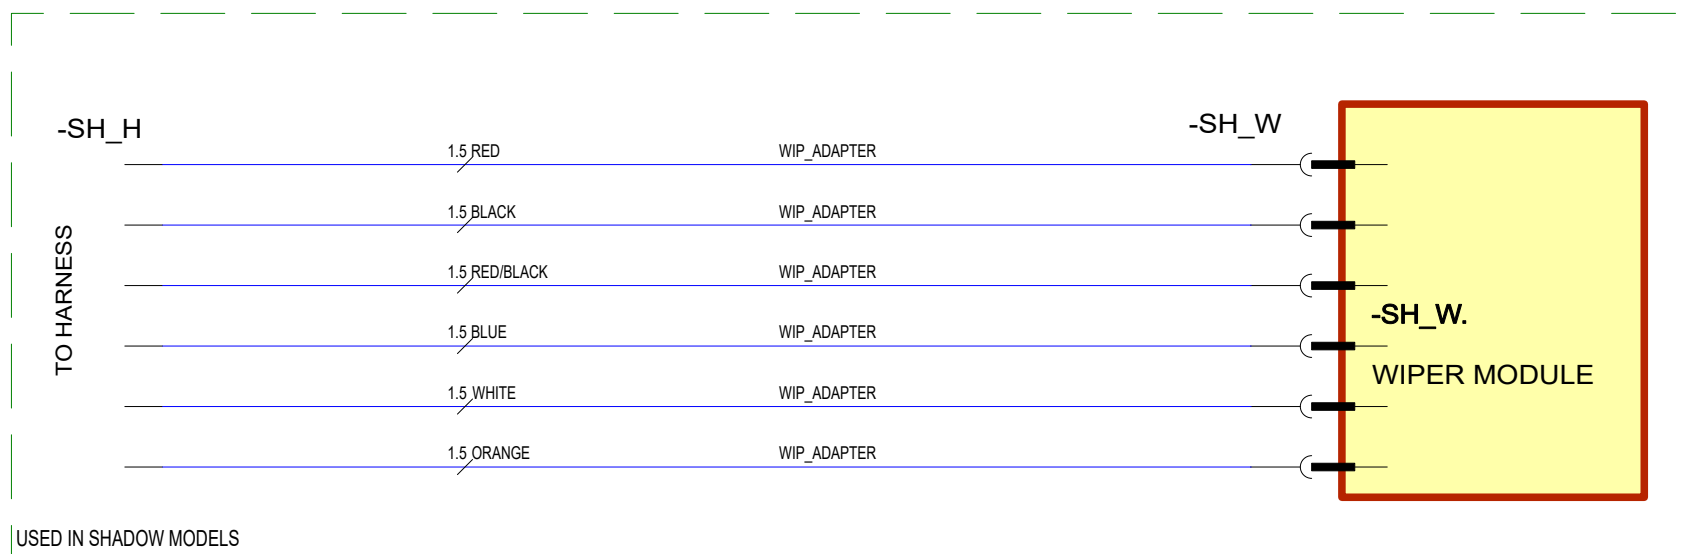 -SH_H
-SH_W
1.5 RED WIP_ADAPTER
1.5 BLACK WIP_ADAPTER
1.5 RED/BLACK WIP_ADAPTER
1.5 BLUE WIP_ADAPTER
1.5 WHITE WIP_ADAPTER
1.5 ORANGE WIP_ADAPTER
TO HARNESS
-SH_W.
WIPER MODULE
USED IN SHADOW MODELS